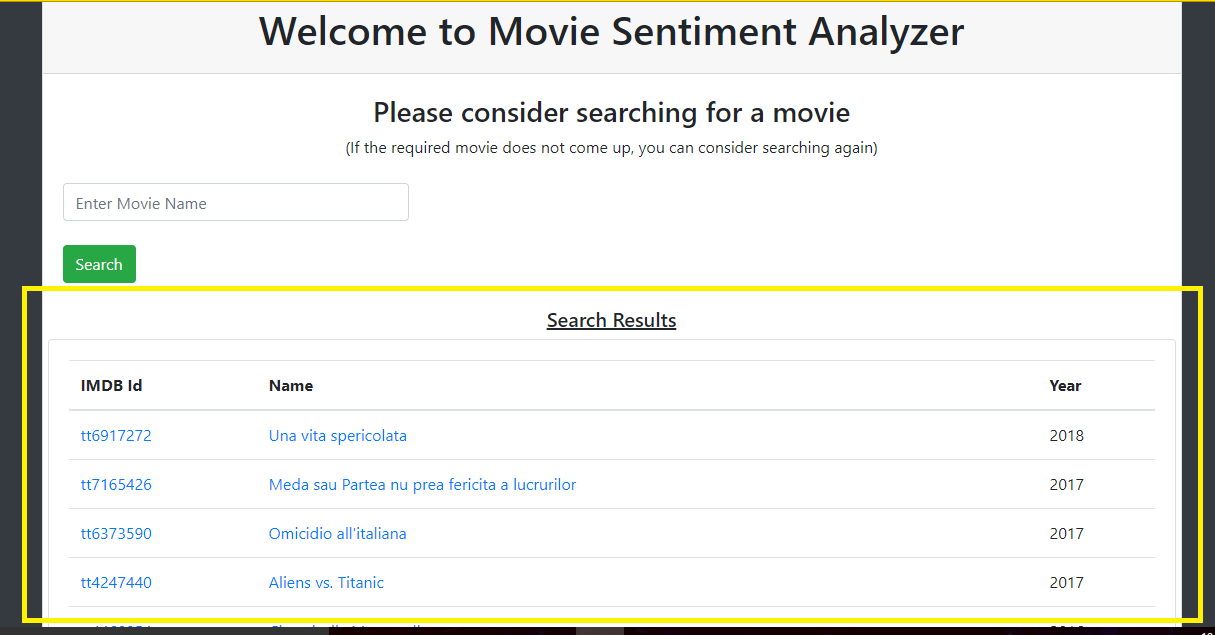 Welcome to Movie Sentiment Analyzer
Please consider searching for a movie
(If the required movie does not come up, you can consider searching again)
Enter Movie Name
Search
Search Results
IMDB Id Name Year
tt6917272 Una vita spericolata 2018
tt7165426 Meda sau Partea nu prea fericita a lucrurilor 2017
tt6373590 Omicidio all'italiana 2017
tt4247440 Aliens vs. Titanic 2017